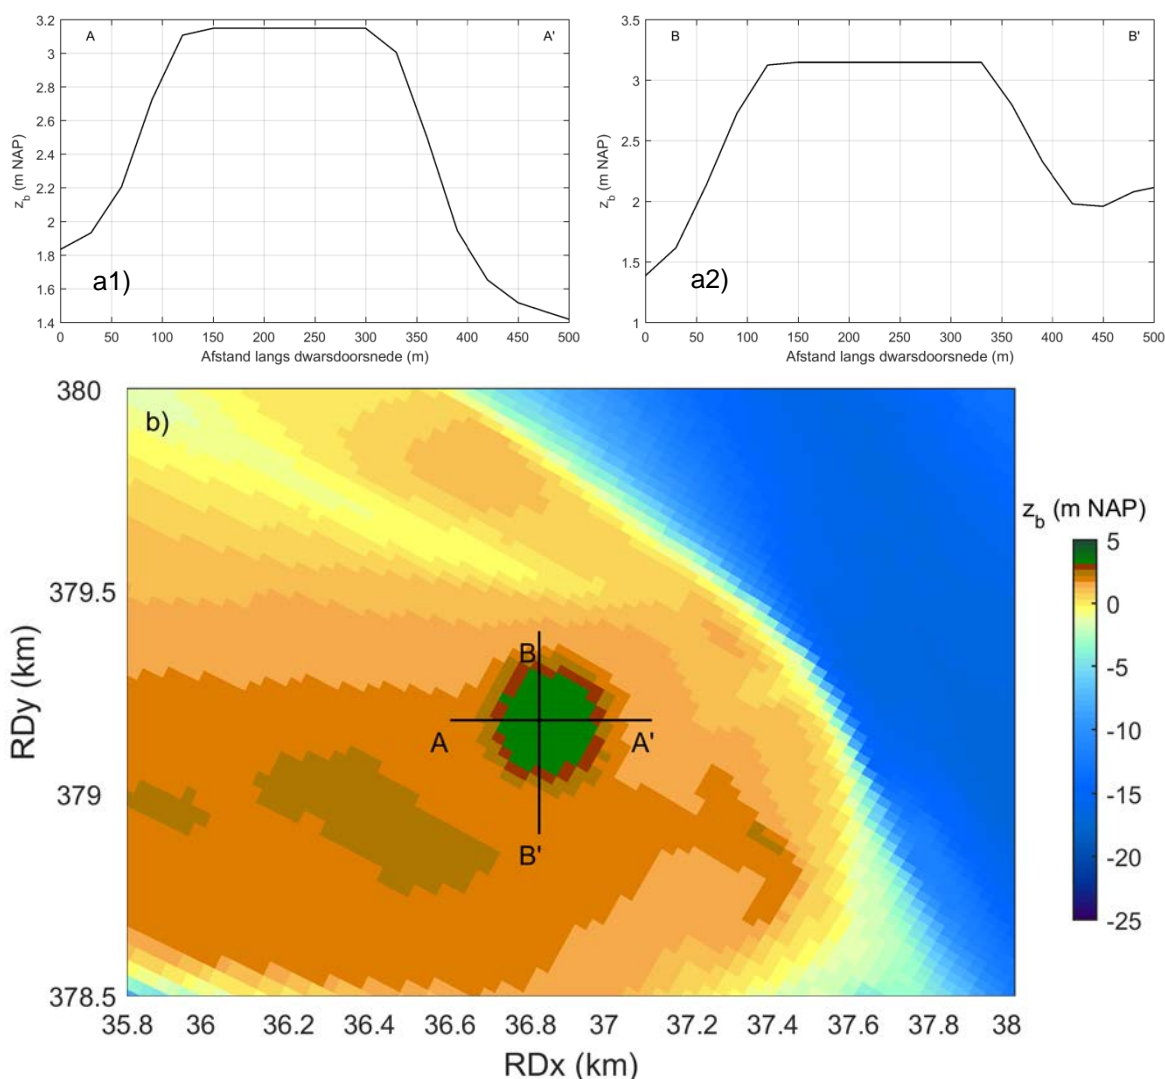 A
A'
3.2
3
2.8
2.6
2.4
2.2
2
1.8
1.6
1.4
z_b (m NAP)
a1)
0 50 100 150 200 250 300 350 400 450 500
Afstand langs dwarsdoorsnede (m)
B
B'
3.5
3
2.5
2
1.5
1
z_b (m NAP)
a2)
0 50 100 150 200 250 300 350 400 450 500
Afstand langs dwarsdoorsnede (m)
b)
380
379.5
379
378.5
RDy (km)
B
A
A'
B'
35.8 36 36.2 36.4 36.6 36.8 37 37.2 37.4 37.6 37.8 38
RDx (km)
z_b (m NAP)
5
0
-5
-10
-15
-20
-25